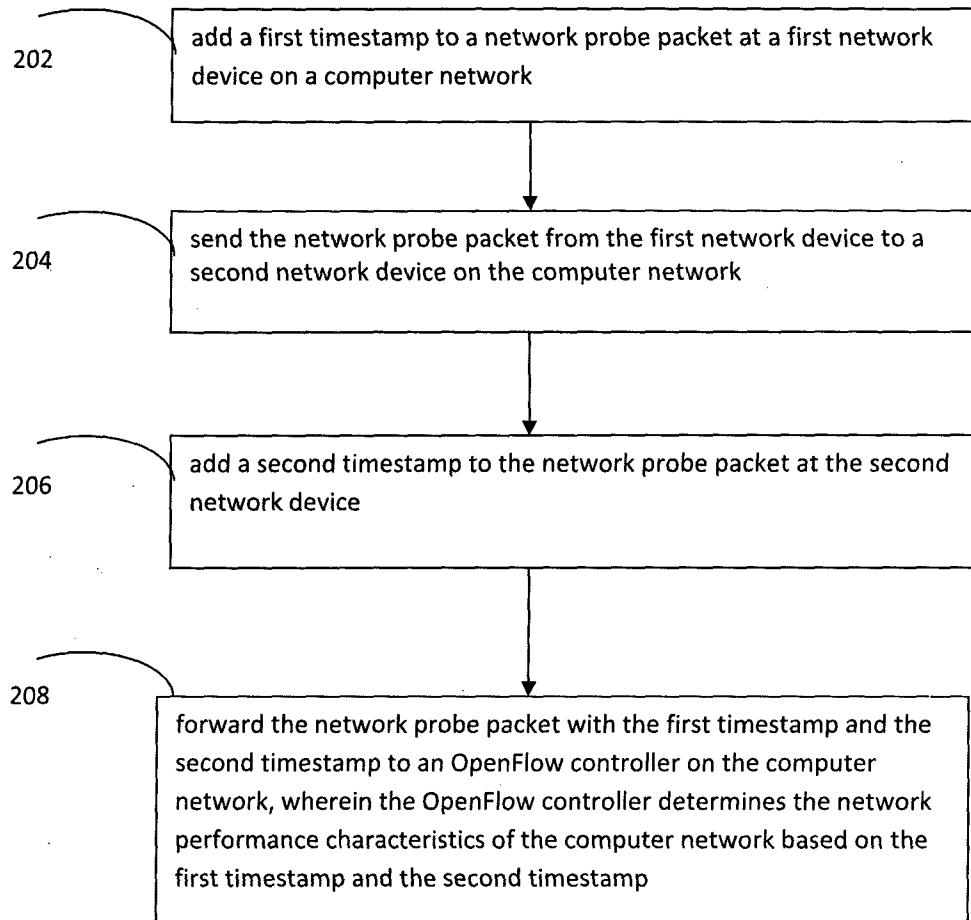 202
add a first timestamp to a network probe packet at a first network
device on a computer network
204
send the network probe packet from the first network device to a
second network device on the computer network
206
add a second timestamp to the network probe packet at the second
network device
208
forward the network probe packet with the first timestamp and the
second timestamp to an OpenFlow controller on the computer
network, wherein the OpenFlow controller determines the network
performance characteristics of the computer network based on the
first timestamp and the second timestamp